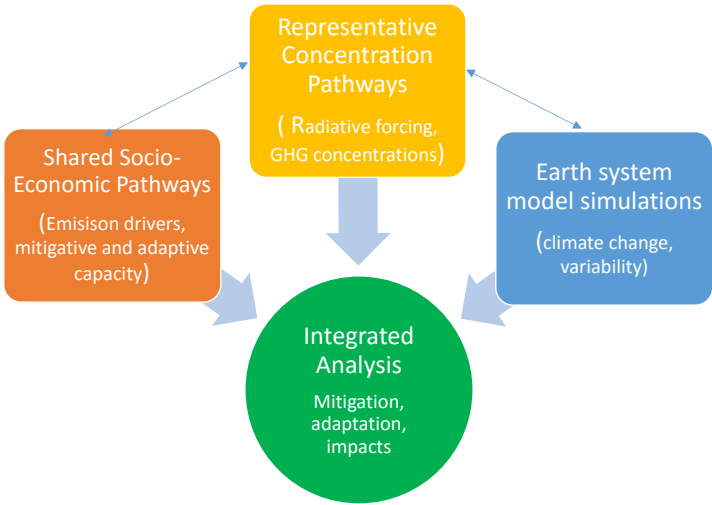 Representative
Concentration
Pathways
( Radiative forcing,
GHG concentrations)
Shared Socio-
Economic Pathways
(Emisison drivers,
mitigative and adaptive
capacity)
Earth system
model simulations
(climate change,
variability)
Integrated
Analysis
Mitigation,
adaptation,
impacts